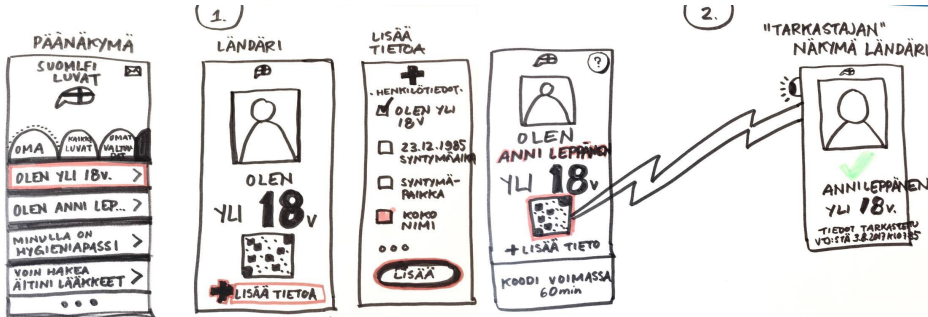 1.
2.
PÄÄNÄKYMÄ
SUOMI.FI
LUVAT
OMA
KAIKKI
LUVAT
OMAT
VALTUU-
DET
OLEN YLI 18V. >
OLEN ANNI LEP... >
MINULLA ON
HYGIENIAPASSI >
VOIN HAKEA
ÄITINI LÄÄKKEET >
...
LÄNDÄRI
OLEN
YLI 18V
+LISÄÄ TIETOA
LISÄÄ
TIETOA
HENKILÖTIEDOT
OLEN YLI
18V
23.12.1985
SYNTYMÄAIKA
SYNTYMÄ-
PAIKKA
KOKO
NIMI
...
LISÄÄ
?
OLEN
ANNI LEPPÄNEN
YLI 18V
+LISÄÄ TIETO
KOODI VOIMASSA
60min
"TARKASTAJAN"
NÄKYMÄ LÄNDÄRI
ANNI LEPPÄNEN
YLI 18V.
TIEDOT TARKASTETTU